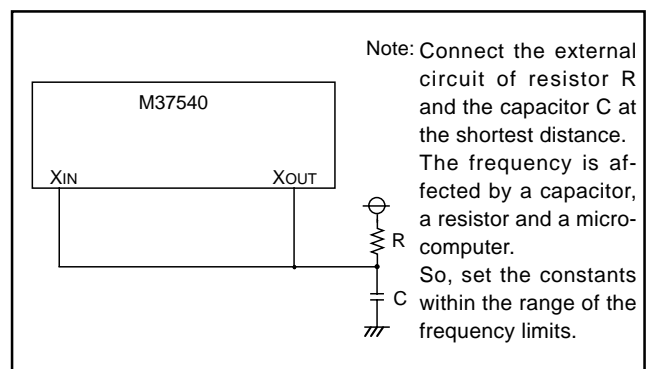 M37540
XIN XOUT
R
C
Note: Connect the external
circuit of resistor R
and the capacitor C at
the shortest distance.
The frequency is af-
fected by a capacitor,
a resistor and a micro-
computer.
So, set the constants
within the range of the
frequency limits.